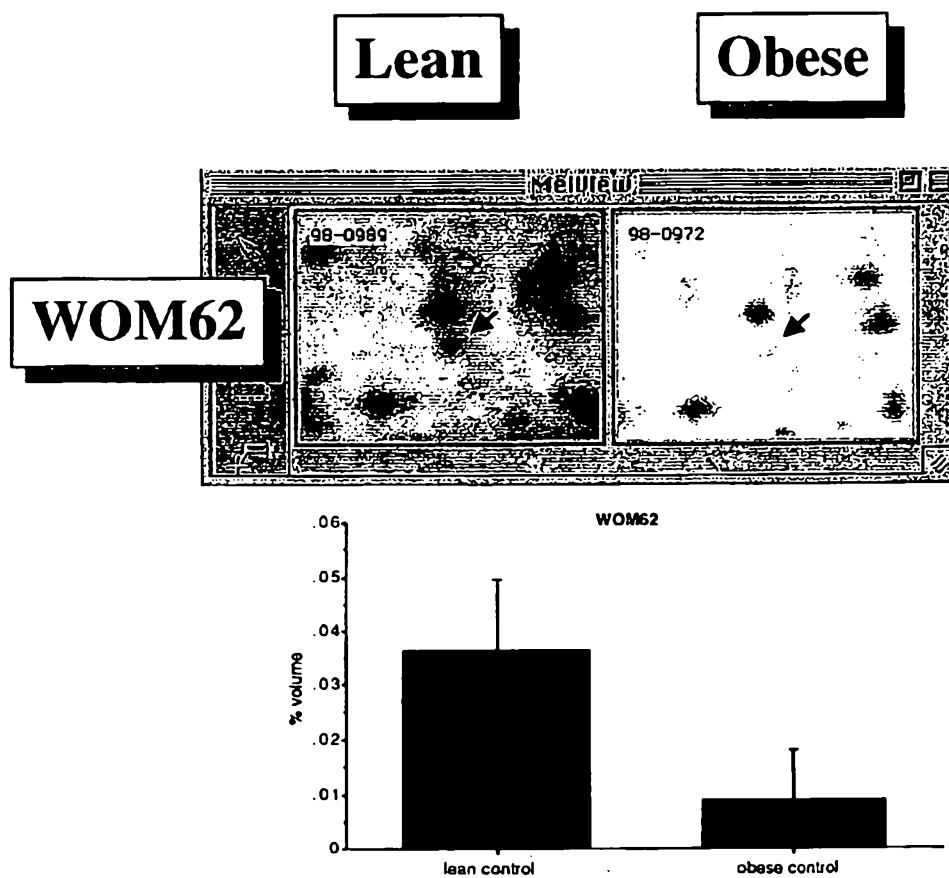 Lean
Obese
MelView
98-0989
98-0972
WOM62
WOM62
.06
.05
.04
.03
.02
.01
0
% volume
lean control
obese control